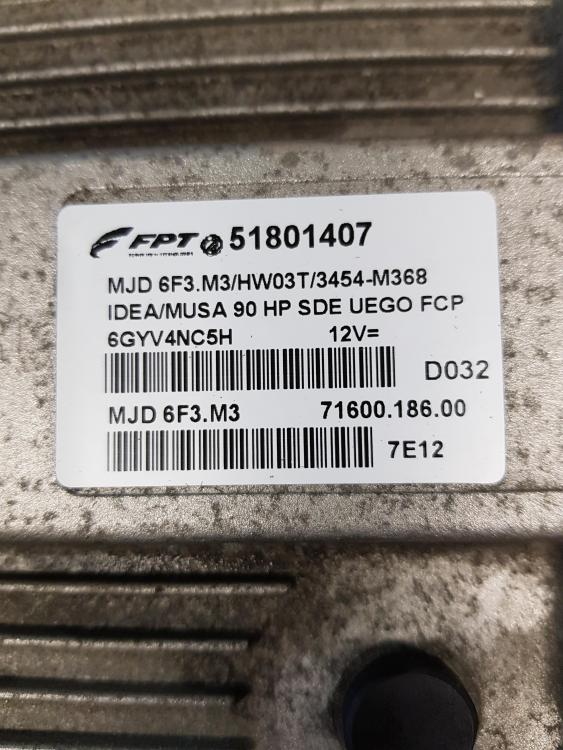 FPT 51801407
MJD 6F3.M3/HW03T/3454-M368
IDEA/MUSA 90 HP SDE UEGO FCP
6GYV4NC5H 12V=
D032
MJD 6F3.M3 71600.186.00
7E12